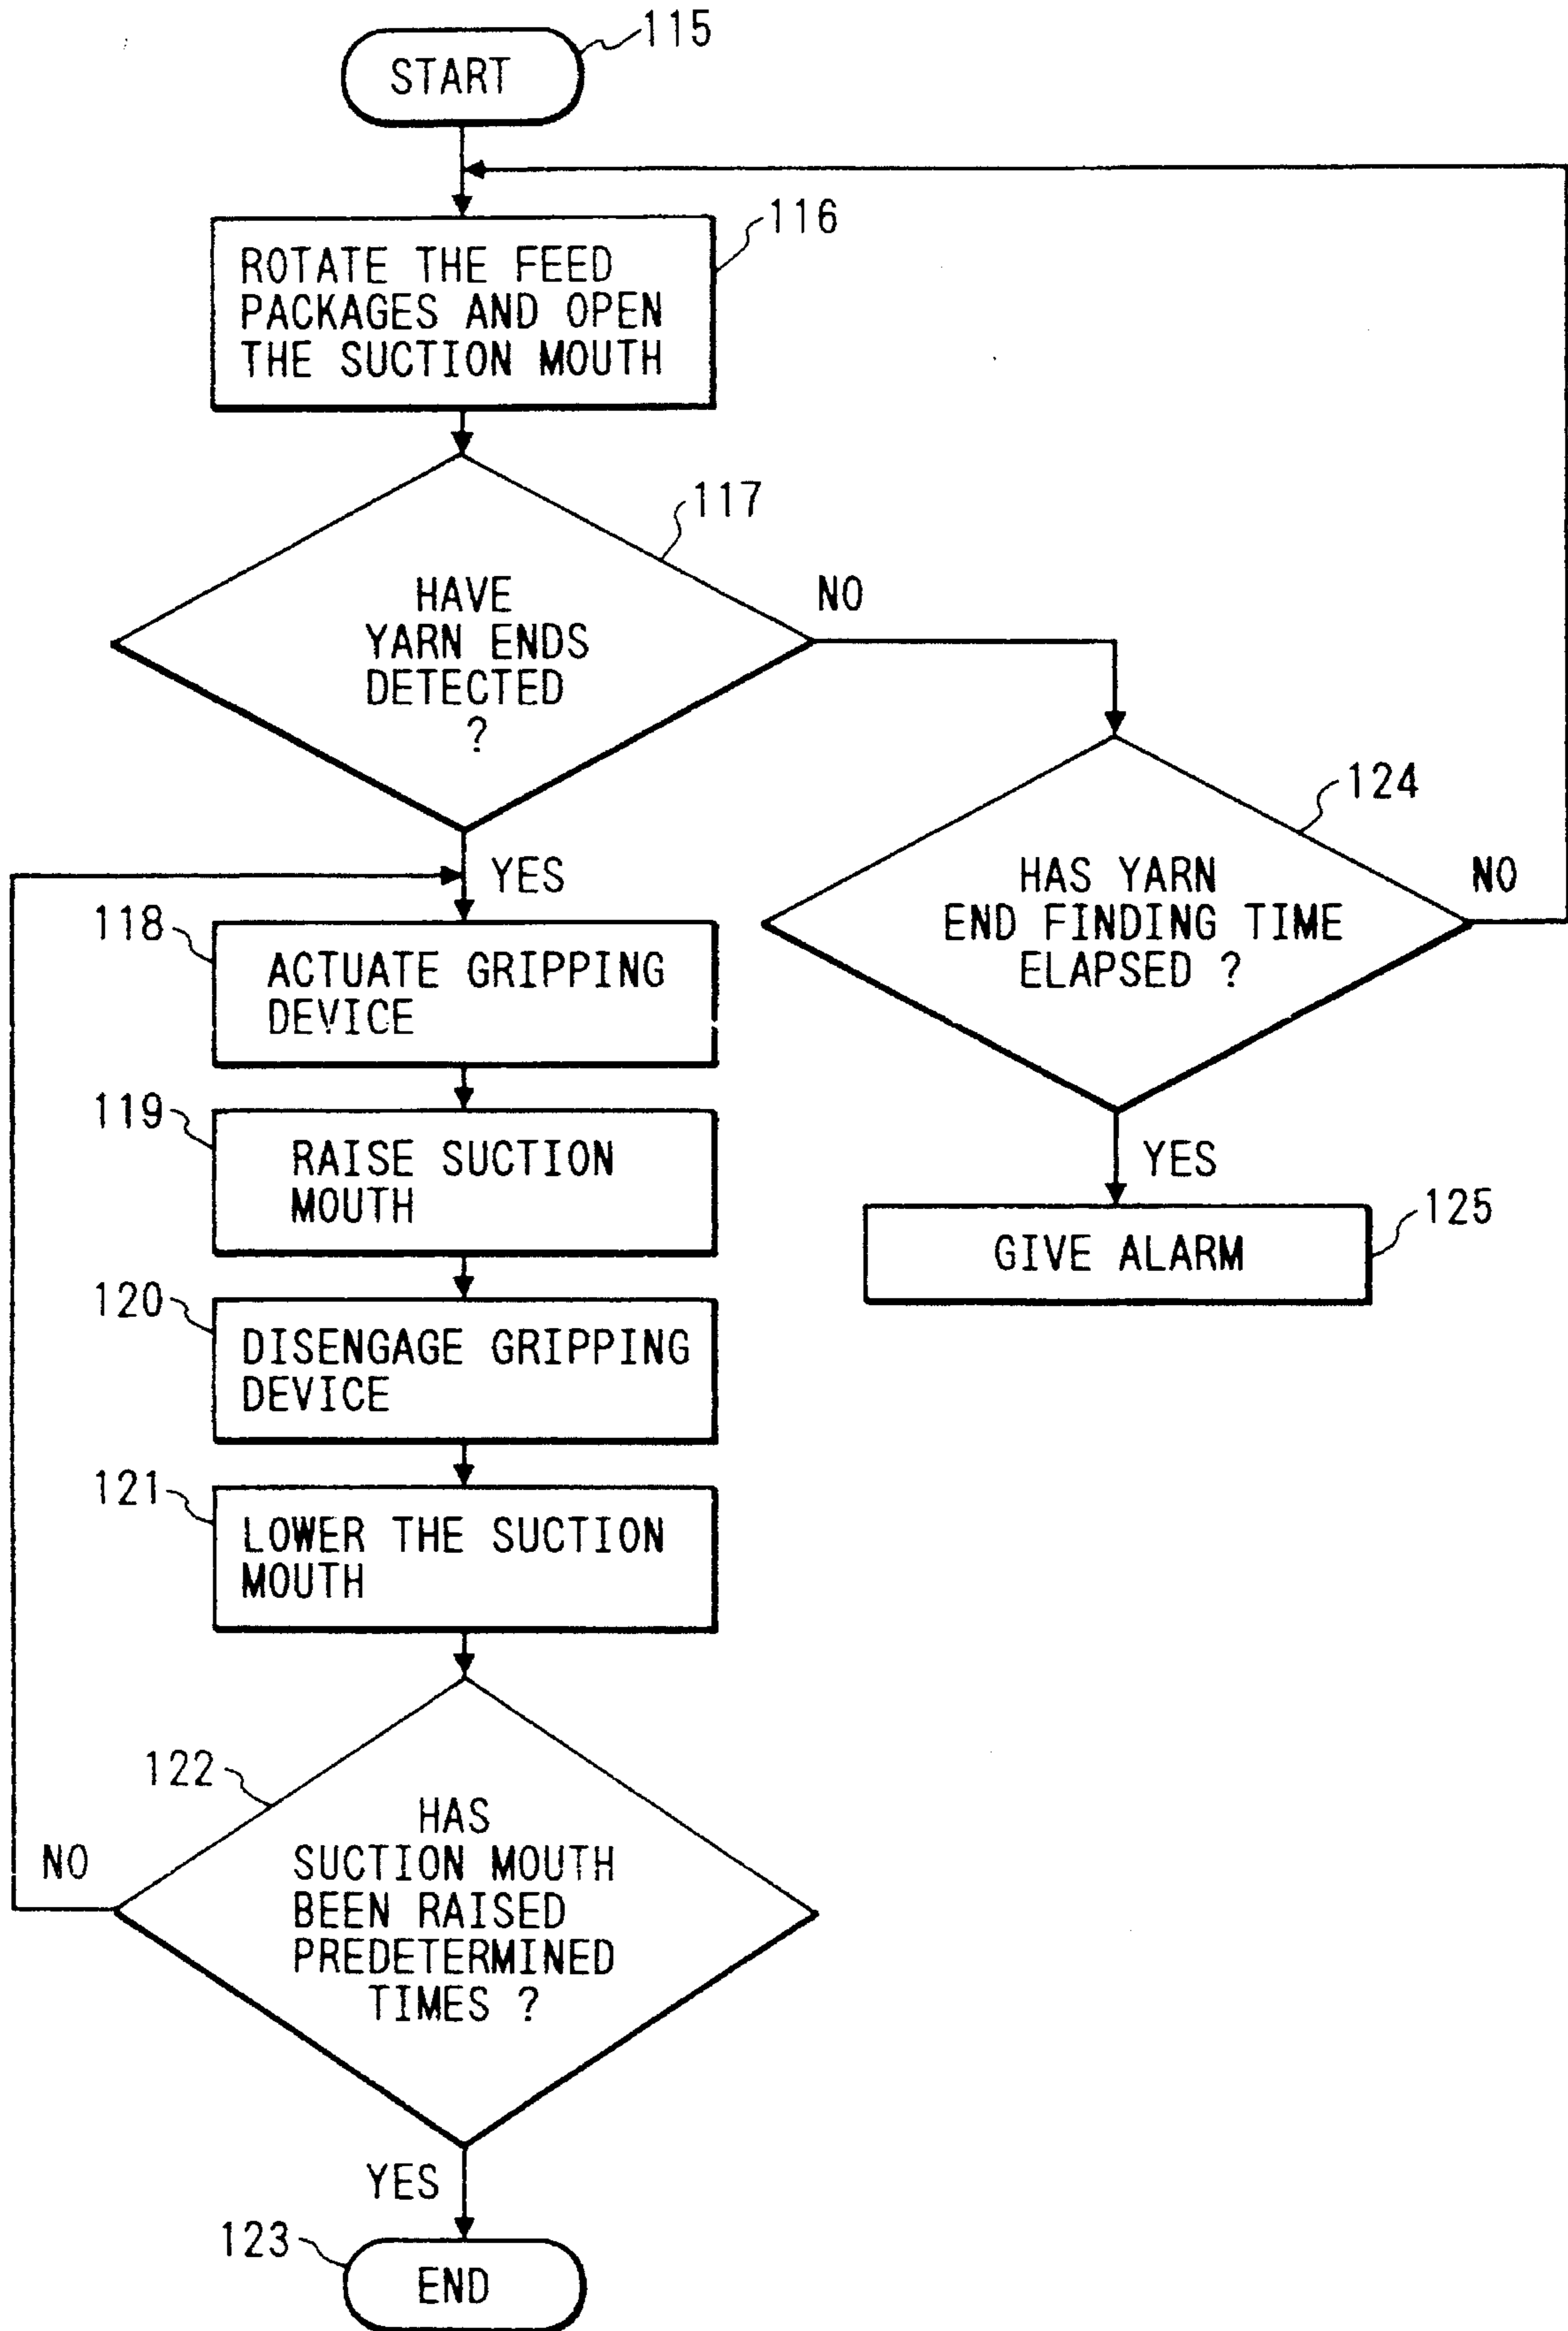 115
START
116
ROTATE THE FEED
PACKAGES AND OPEN
THE SUCTION MOUTH
117
HAVE
YARN ENDS
DETECTED
?
NO
YES
124
HAS YARN
END FINDING TIME
ELAPSED ?
NO
YES
125
GIVE ALARM
118
ACTUATE GRIPPING
DEVICE
119
RAISE SUCTION
MOUTH
120
DISENGAGE GRIPPING
DEVICE
121
LOWER THE SUCTION
MOUTH
122
HAS
SUCTION MOUTH
BEEN RAISED
PREDETERMINED
TIMES ?
NO
YES
123
END